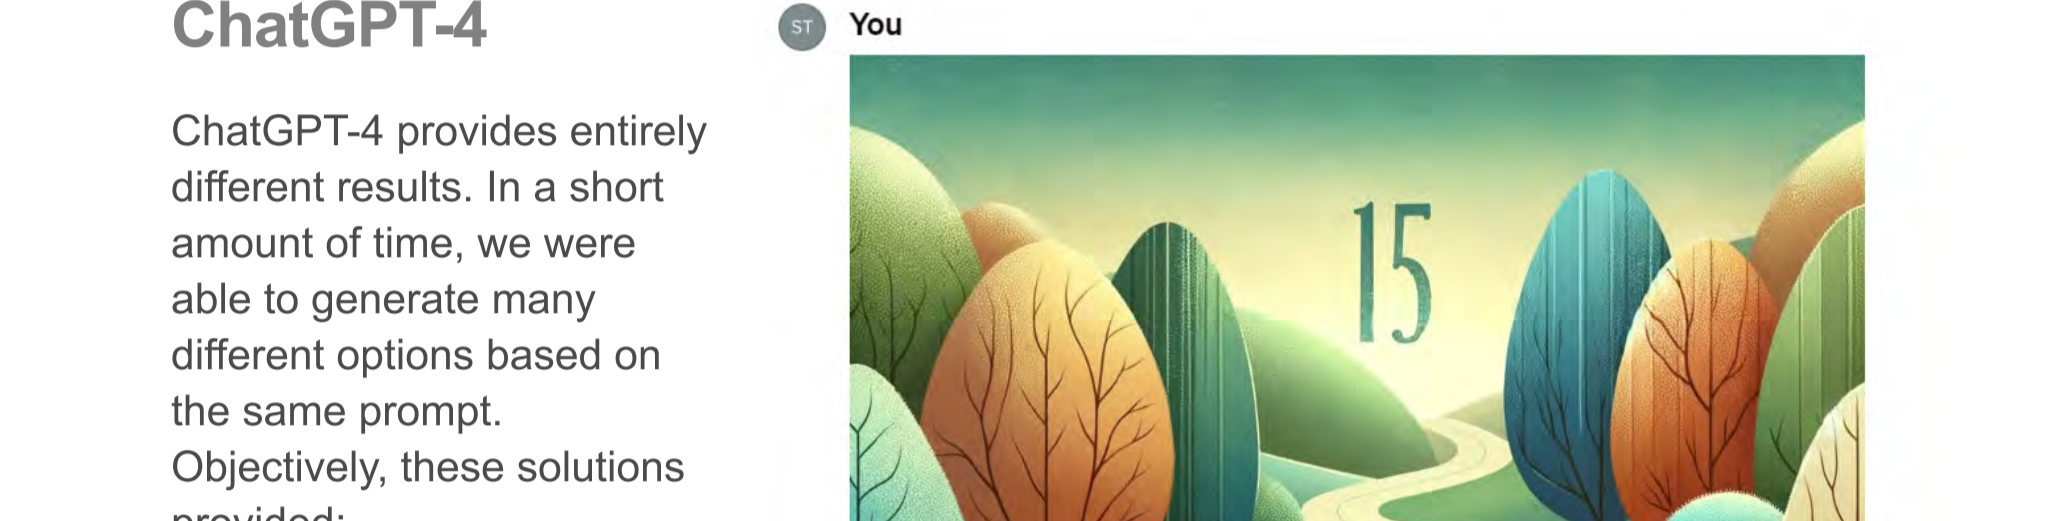 ChatGPT-4
ChatGPT-4 provides entirely
different results. In a short
amount of time, we were
able to generate many
different options based on
the same prompt.
Objectively, these solutions
provided:
ST You
15